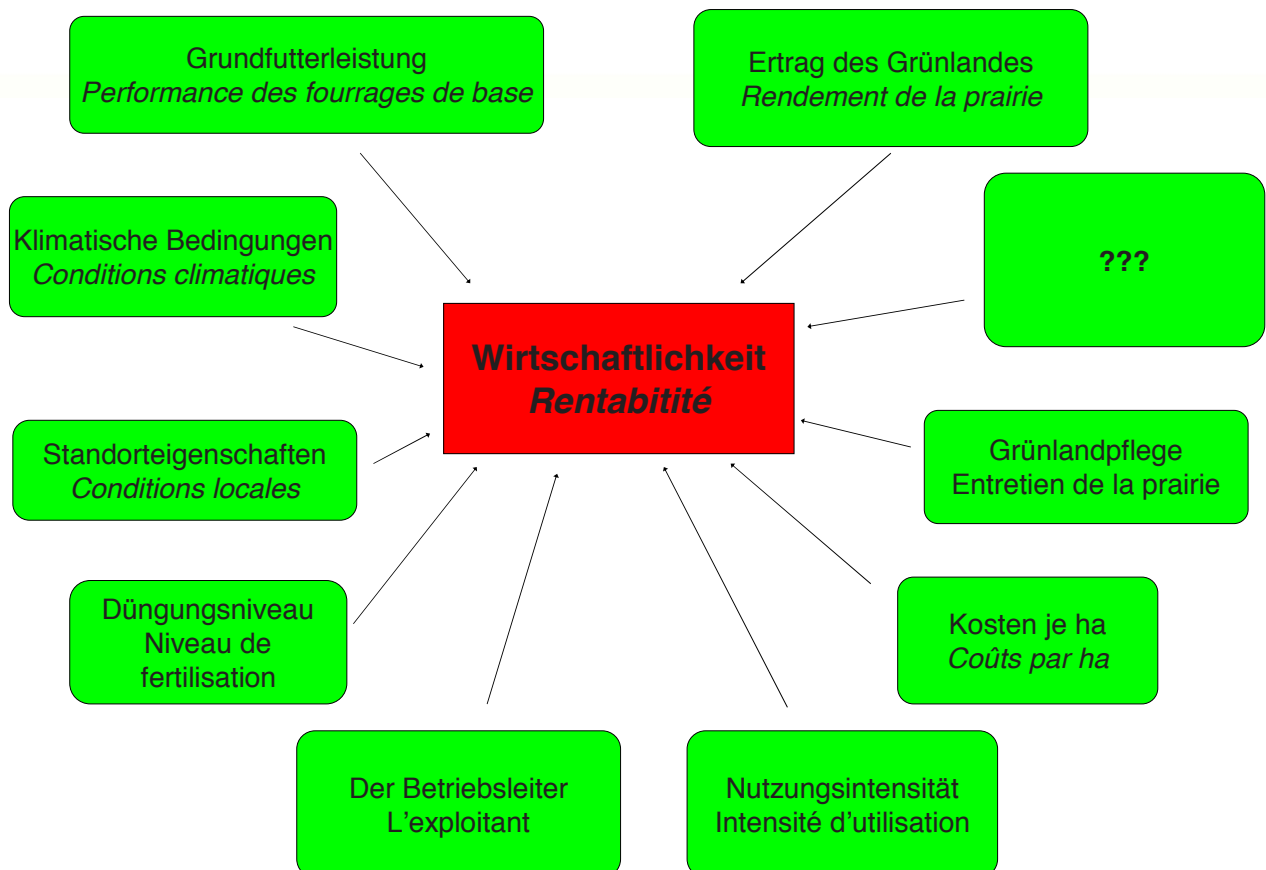 Grundfutterleistung
Performance des fourrages de base
Ertrag des Grünlandes
Rendement de la prairie
Klimatische Bedingungen
Conditions climatiques
???
Wirtschaftlichkeit
Rentabitité
Standorteigenschaften
Conditions locales
Grünlandpflege
Entretien de la prairie
Düngungsniveau
Niveau de
fertilisation
Kosten je ha
Coûts par ha
Der Betriebsleiter
L'exploitant
Nutzungsintensität
Intensité d'utilisation